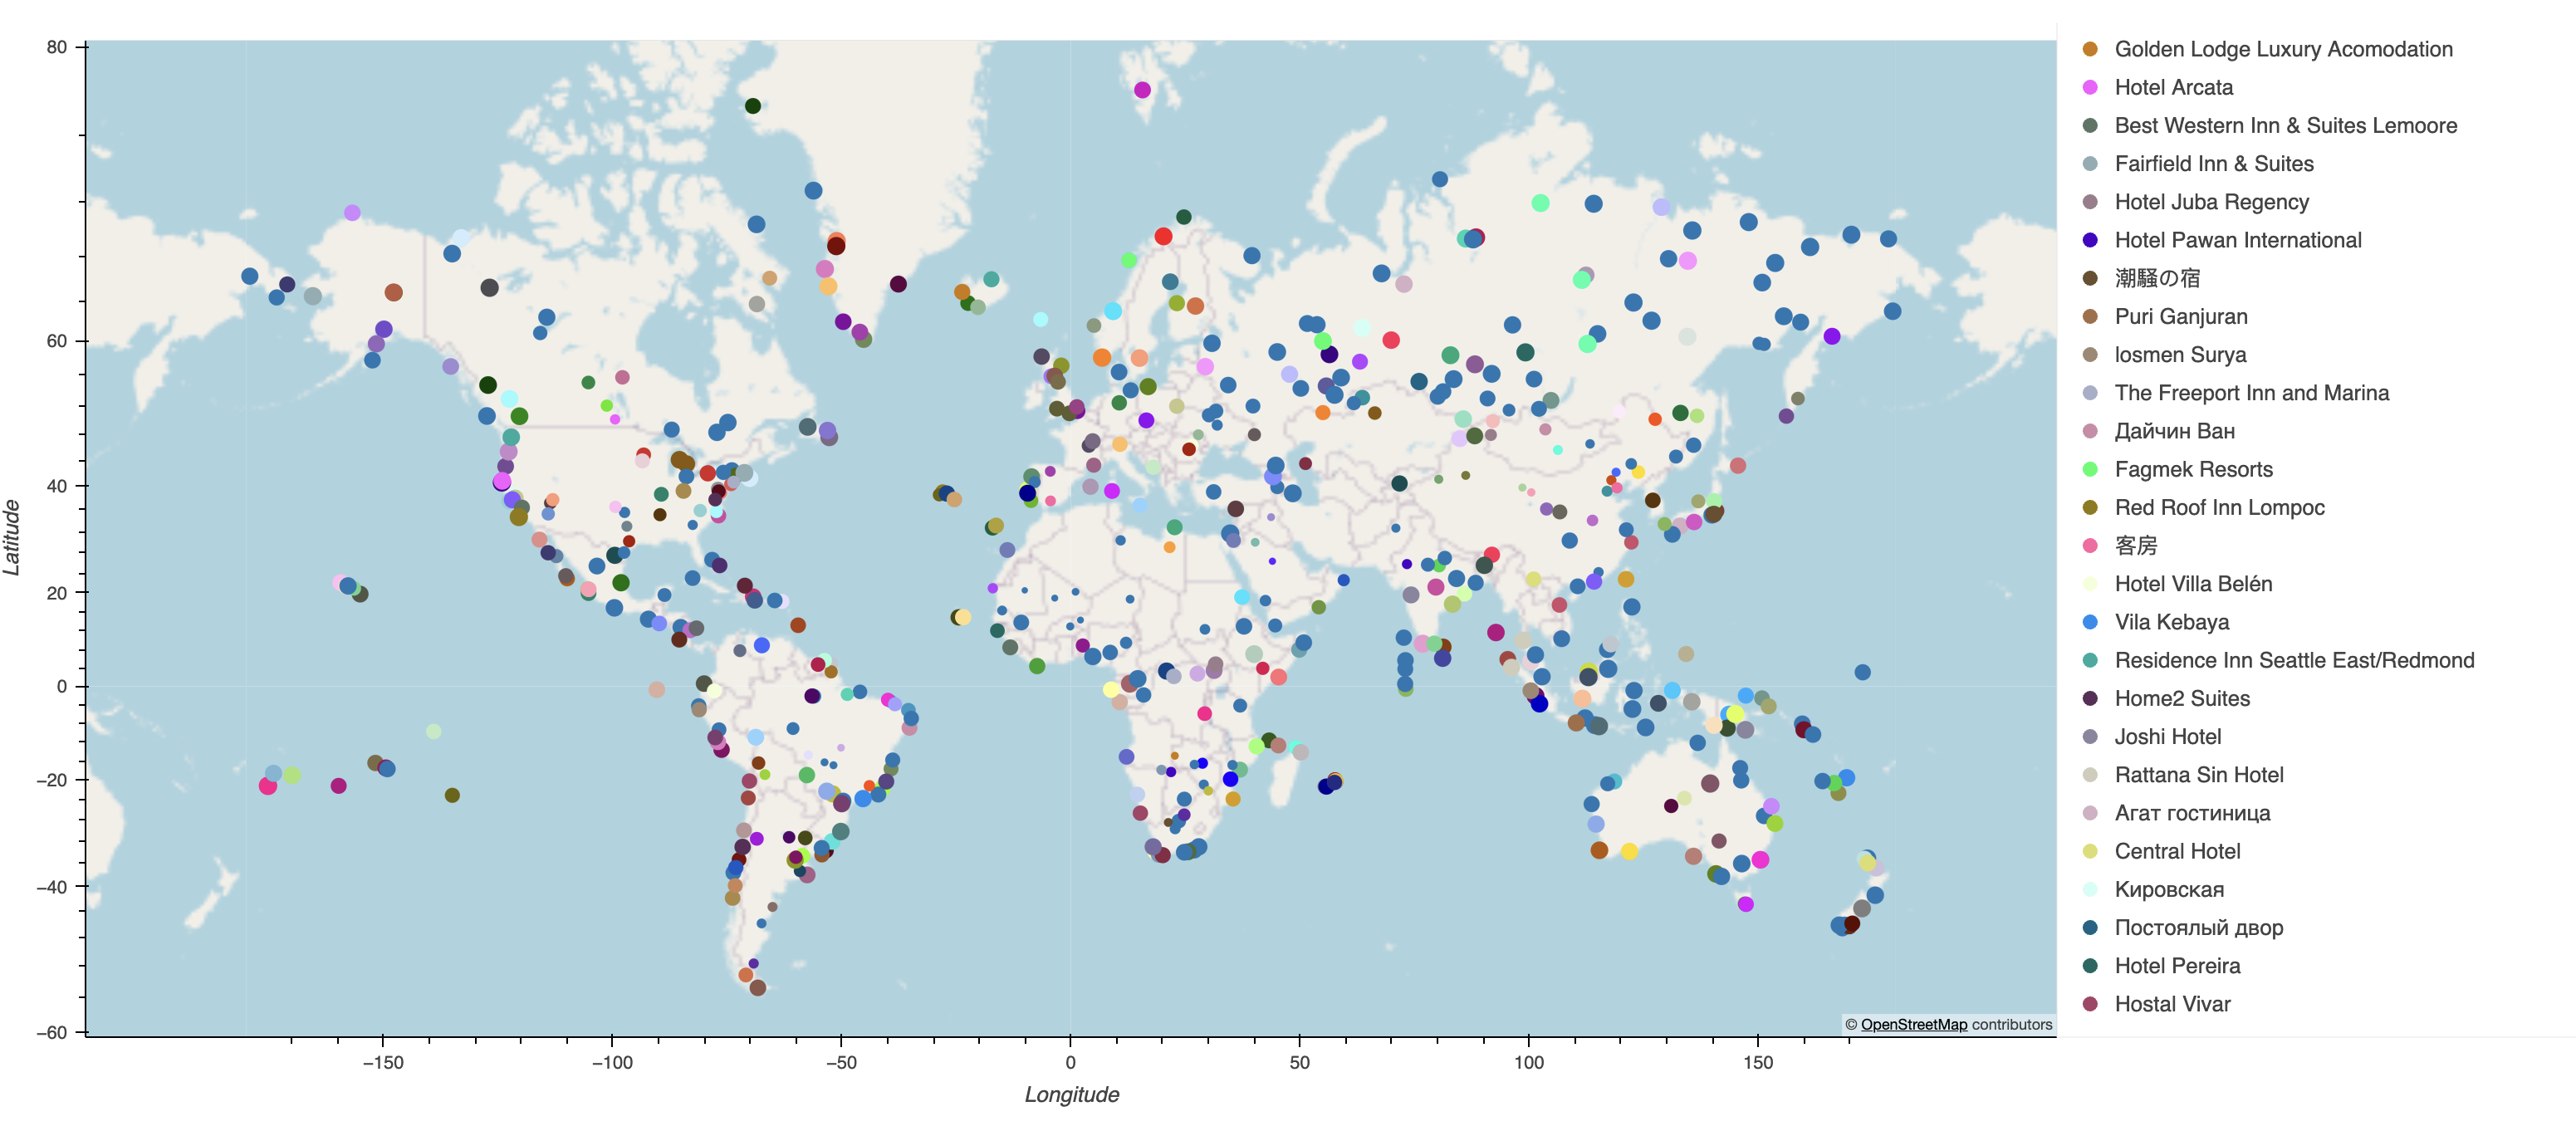 80
60
40
20
0
−20
−40
−60
Latitude
−150
−100
−50
0
50
100
150
Longitude
© OpenStreetMap contributors
Golden Lodge Luxury Acomodation
Hotel Arcata
Best Western Inn & Suites Lemoore
Fairfield Inn & Suites
Hotel Juba Regency
Hotel Pawan International
潮騒の宿
Puri Ganjuran
losmen Surya
The Freeport Inn and Marina
Дайчин Ван
Fagmek Resorts
Red Roof Inn Lompoc
客房
Hotel Villa Belén
Vila Kebaya
Residence Inn Seattle East/Redmond
Home2 Suites
Joshi Hotel
Rattana Sin Hotel
Агат гостиница
Central Hotel
Кировская
Постоялый двор
Hotel Pereira
Hostal Vivar